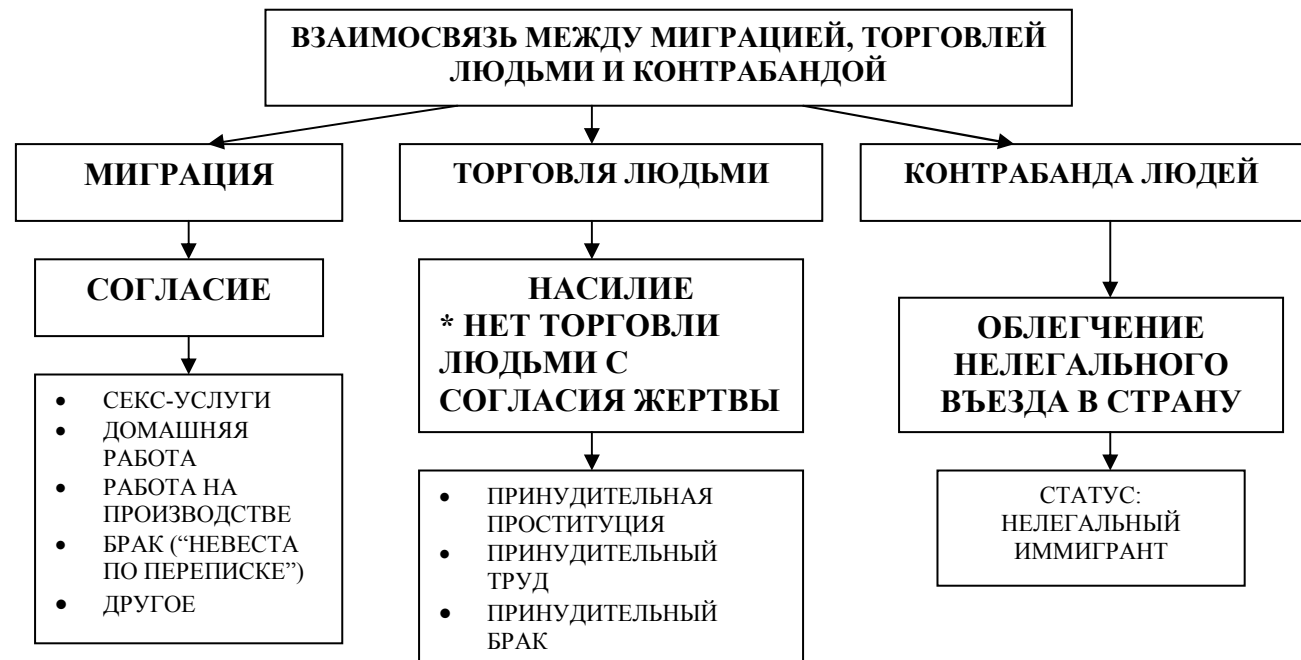 ВЗАИМОСВЯЗЬ МЕЖДУ МИГРАЦИЕЙ, ТОРГОВЛЕЙ
ЛЮДЬМИ И КОНТРАБАНДОЙ
МИГРАЦИЯ
ТОРГОВЛЯ ЛЮДЬМИ
КОНТРАБАНДА ЛЮДЕЙ
СОГЛАСИЕ
НАСИЛИЕ
* НЕТ ТОРГОВЛИ
ЛЮДЬМИ С
СОГЛАСИЯ ЖЕРТВЫ
ОБЛЕГЧЕНИЕ
НЕЛЕГАЛЬНОГО
ВЪЕЗДА В СТРАНУ
• СЕКС-УСЛУГИ
• ДОМАШНЯЯ
РАБОТА
• РАБОТА НА
ПРОИЗВОДСТВЕ
• БРАК (“НЕВЕСТА
ПО ПЕРЕПИСКЕ”)
• ДРУГОЕ
• ПРИНУДИТЕЛЬНАЯ
ПРОСТИТУЦИЯ
• ПРИНУДИТЕЛЬНЫЙ
ТРУД
• ПРИНУДИТЕЛЬНЫЙ
БРАК
СТАТУС:
НЕЛЕГАЛЬНЫЙ
ИММИГРАНТ